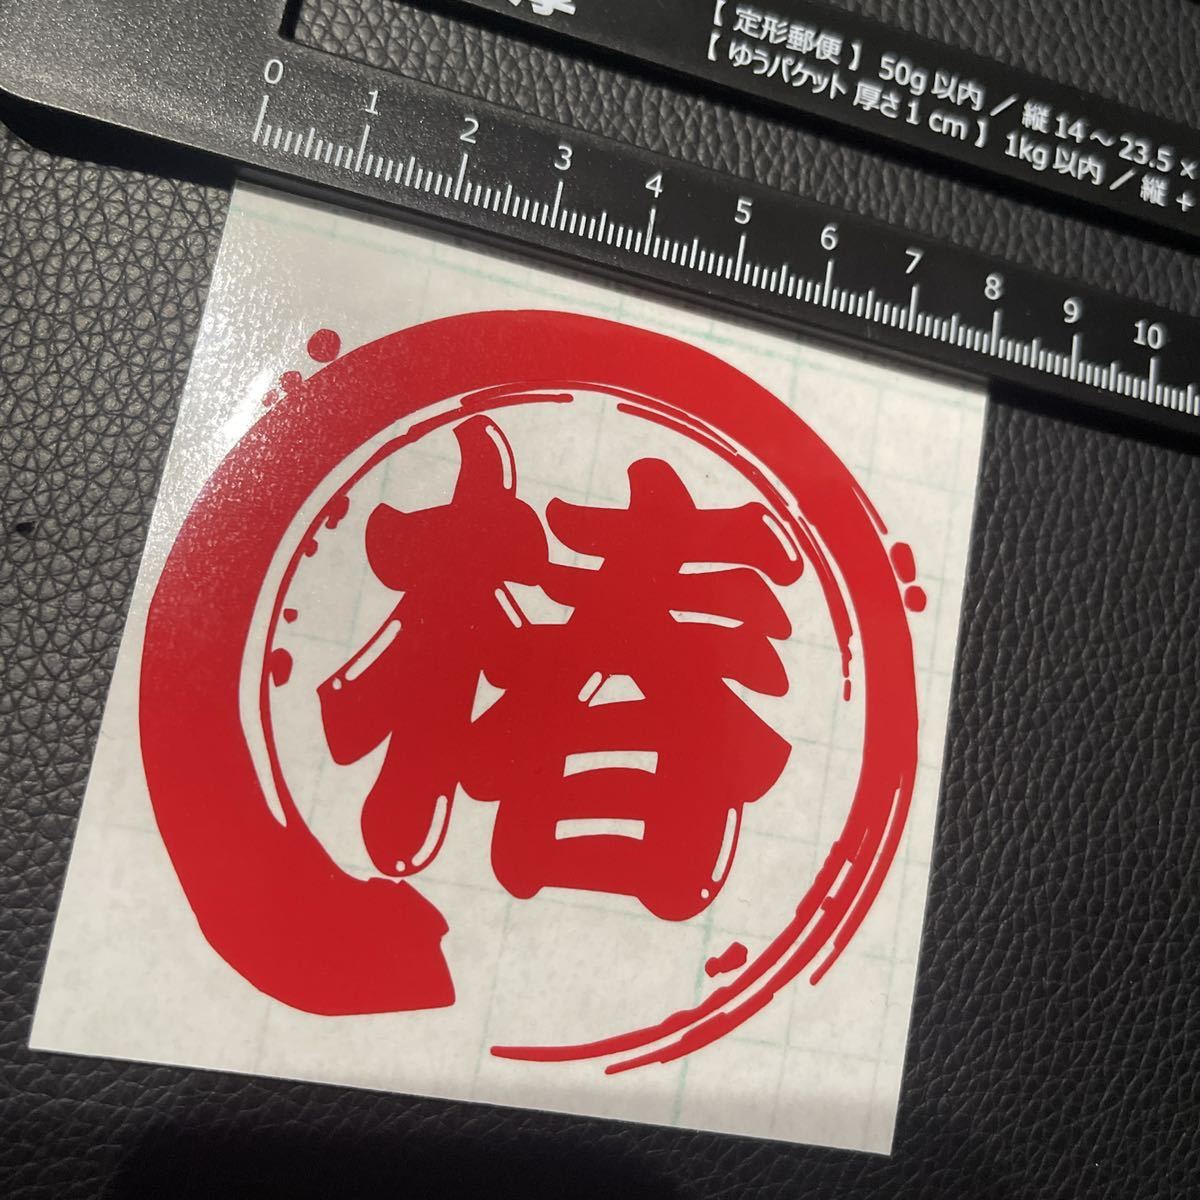 【 定形郵便 】 50g 以内 / 縦 14 ~ 23.5 ×
【 ゆうパケット 厚さ 1 cm 】 1kg 以内 / 縦 +
0 1 2 3 4 5 6 7 8 9 10
椿